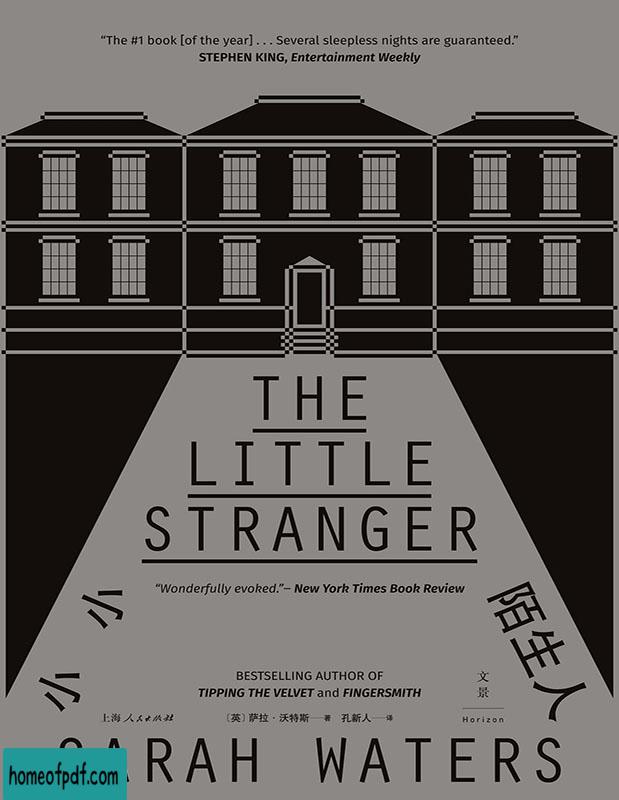 “The #1 book [of the year] . . . Several sleepless nights are guaranteed.”
STEPHEN KING, Entertainment Weekly
THE
LITTLE
STRANGER
“Wonderfully evoked.”– New York Times Book Review
小小
陌生人
BESTSELLING AUTHOR OF
TIPPING THE VELVET and FINGERSMITH
文景
Horizon
上海人民出版社
〔英〕萨拉·沃特斯——著 孔新人——译
SARAH WATERS
homeofpdf.com